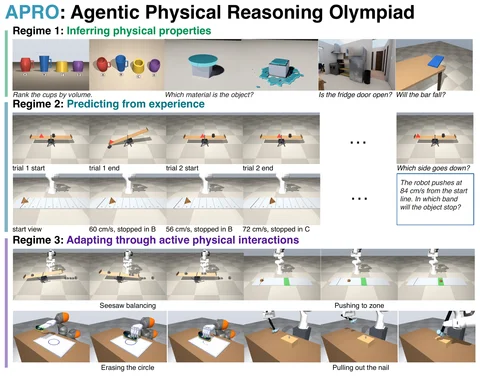 APRO: Agentic Physical Reasoning Olympiad
Regime 1: Inferring physical properties
Rank the cups by volume.
Which material is the object?
Is the fridge door open?
Will the bar fall?
Regime 2: Predicting from experience
trial 1 start
trial 1 end
trial 2 start
trial 2 end
...
Which side goes down?
The robot pushes at
84 cm/s from the start
line. In which band
will the object stop?
start view
60 cm/s, stopped in B
56 cm/s, stopped in B
72 cm/s, stopped in C
...
Regime 3: Adapting through active physical interactions
Seesaw balancing
Pushing to zone
Erasing the circle
Pulling out the nail